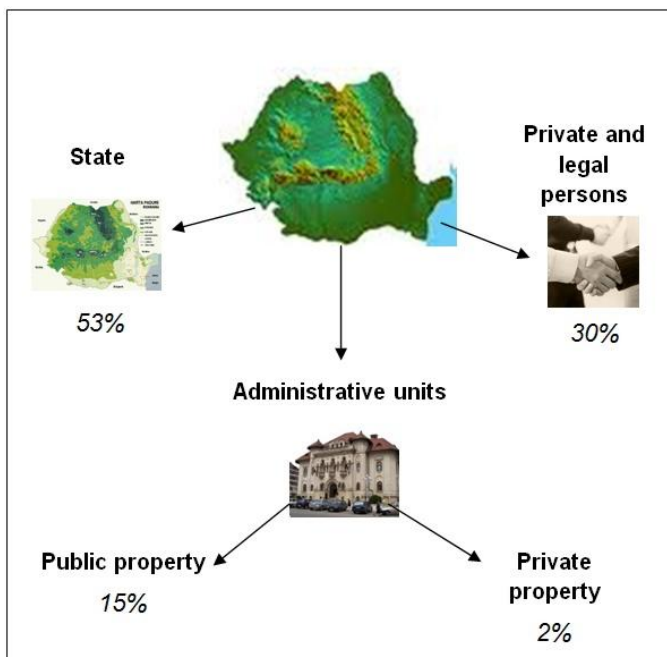 State
Private and
legal
persons
53%
30%
Administrative units
Public property
15%
Private
property
2%